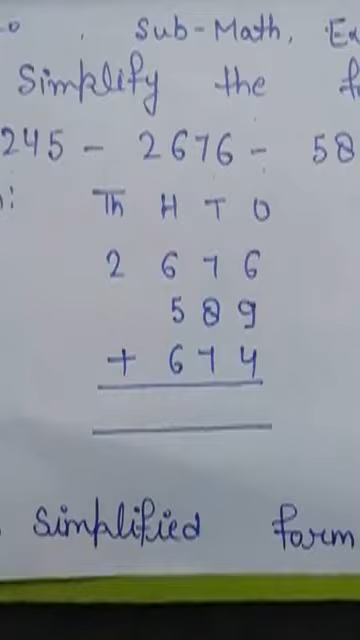 Sub-Math, Ex
Simplify the
245 - 2676 - 58
Th H T O
2 6 7 6
5 8 9
+ 6 7 4
Simplified form